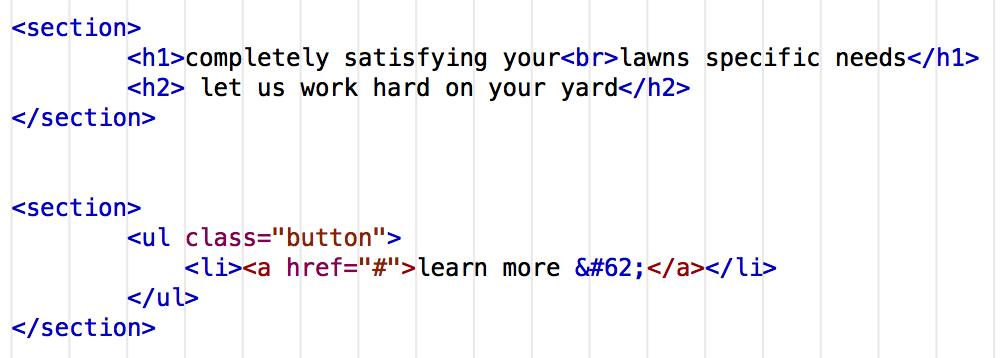 <section>
<h1>completely satisfying your<br>lawns specific needs</h1>
<h2> let us work hard on your yard</h2>
</section>
<section>
<ul class="button">
<li><a href="#">learn more &#62;</a></li>
</ul>
</section>